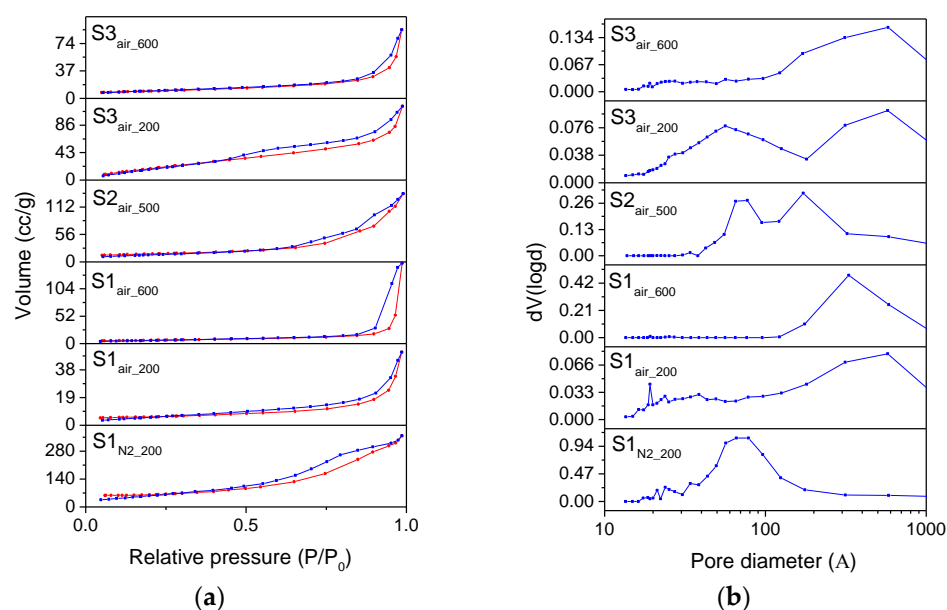 S3air_600
74
37
0
S3air_200
86
43
0
S2air_500
112
56
0
S1air_600
104
52
0
S1air_200
38
19
0
S1N2_200
280
140
0
0.0 0.5 1.0
Volume (cc/g)
Relative pressure (P/P0)
(a)
S3air_600
0.134
0.067
0.000
S3air_200
0.076
0.038
0.000
S2air_500
0.26
0.13
0.00
S1air_600
0.42
0.21
0.00
S1air_200
0.066
0.033
0.000
S1N2_200
0.94
0.47
0.00
10 100 1000
dV(logd)
Pore diameter (A)
(b)